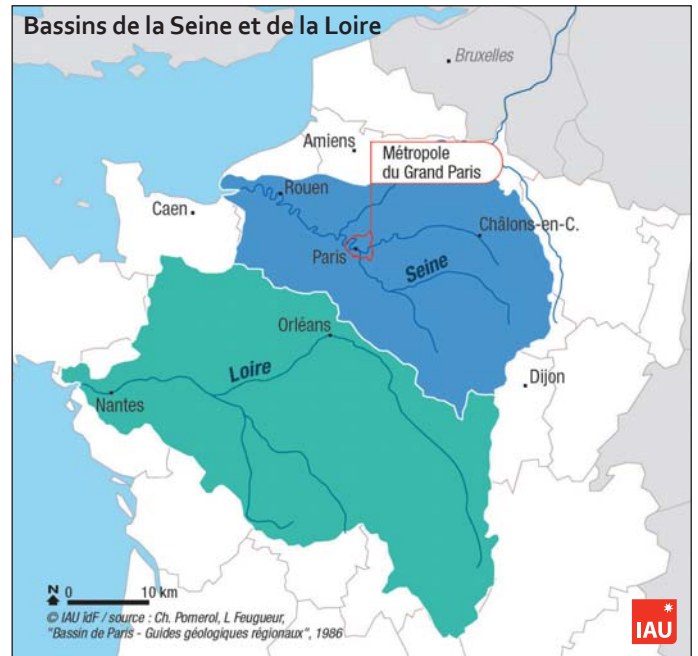 Bassins de la Seine et de la Loire
Bruxelles
Amiens
Métropole
du Grand Paris
Rouen
Caen
Châlons-en-C.
Paris
Seine
Orléans
Loire
Dijon
Nantes
N 0 10 km
© IAU îdF / source : Ch. Pomerol, L Feugueur,
"Bassin de Paris - Guides géologiques régionaux", 1986
IAU